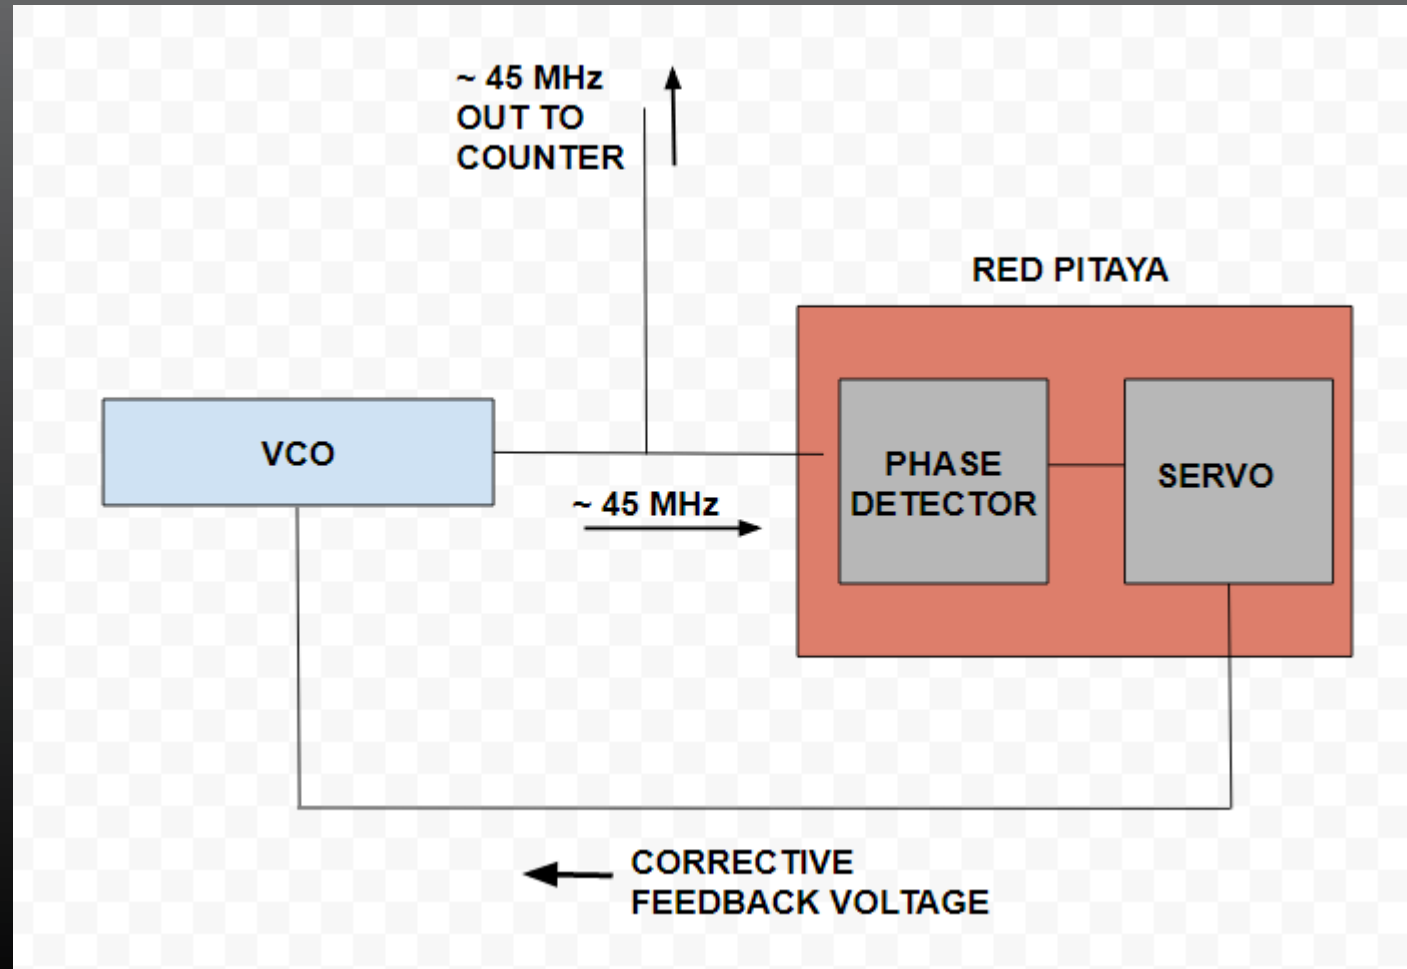 ~ 45 MHz
OUT TO
COUNTER
RED PITAYA
VCO
PHASE
DETECTOR
SERVO
~ 45 MHz
CORRECTIVE
FEEDBACK VOLTAGE